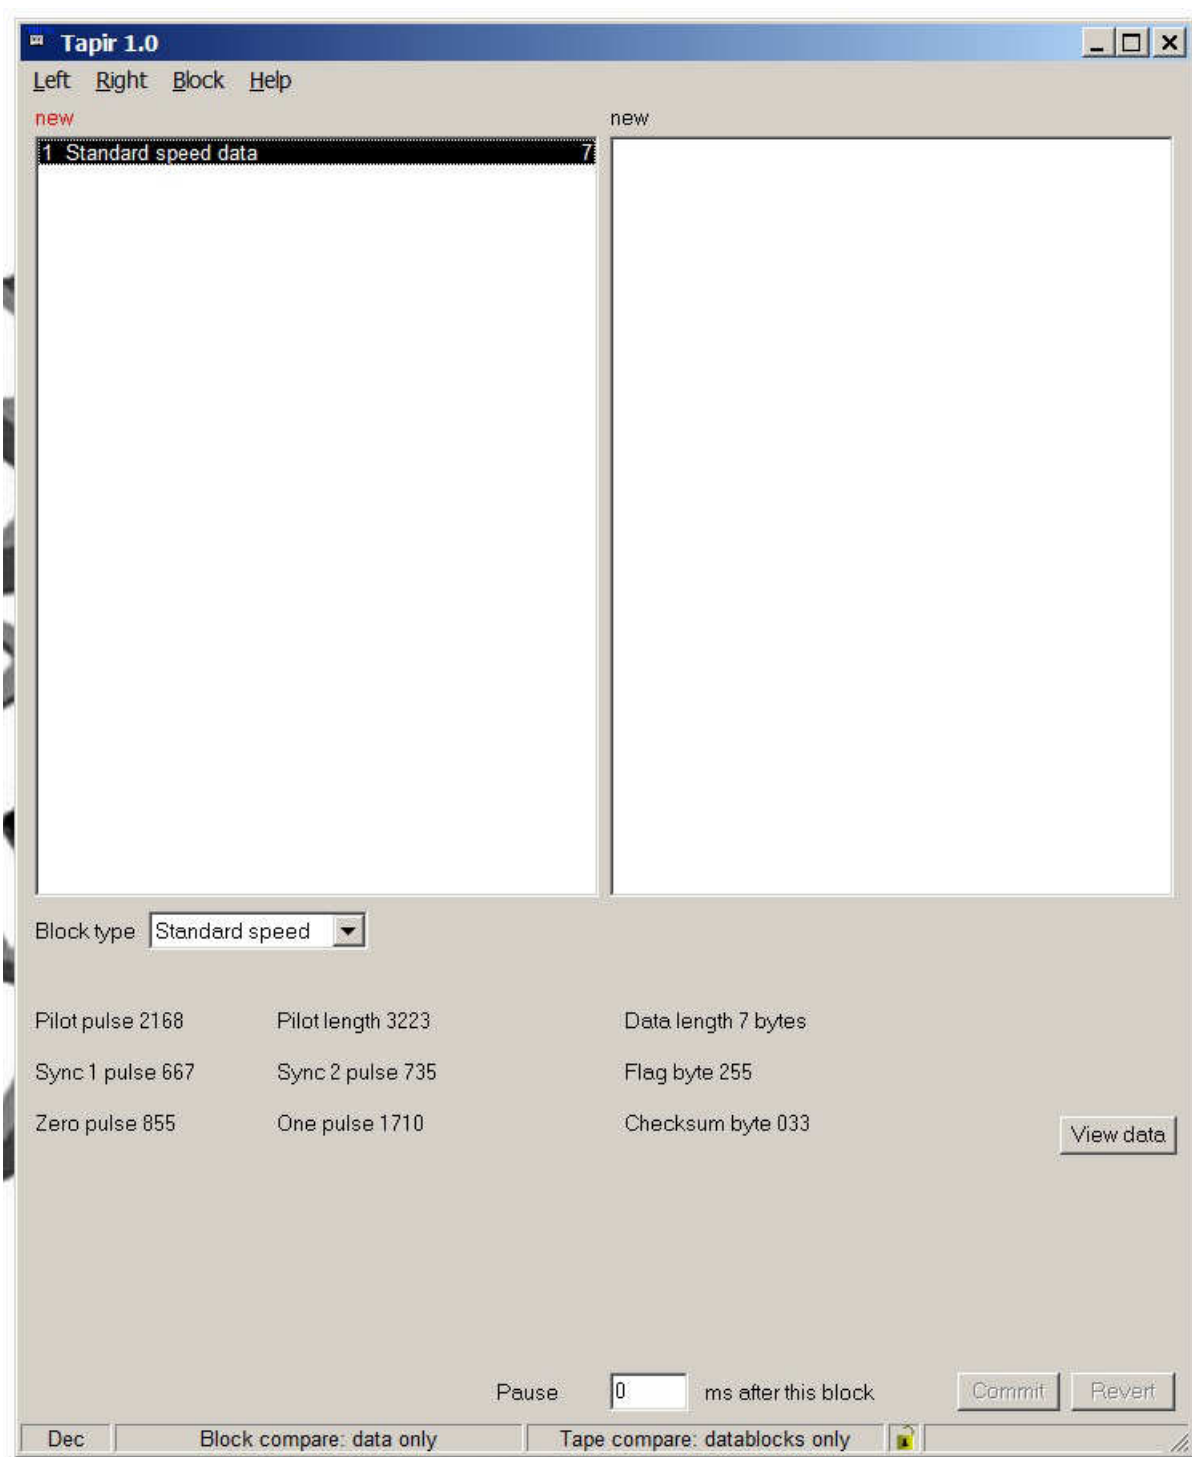 Tapir 1.0
Left Right Block Help
new new
1 Standard speed data 7
Block type Standard speed
Pilot pulse 2168 Pilot length 3223 Data length 7 bytes
Sync 1 pulse 667 Sync 2 pulse 735 Flag byte 255
Zero pulse 855 One pulse 1710 Checksum byte 033
View data
Pause 0 ms after this block Commit Revert
Dec Block compare: data only Tape compare: datablocks only